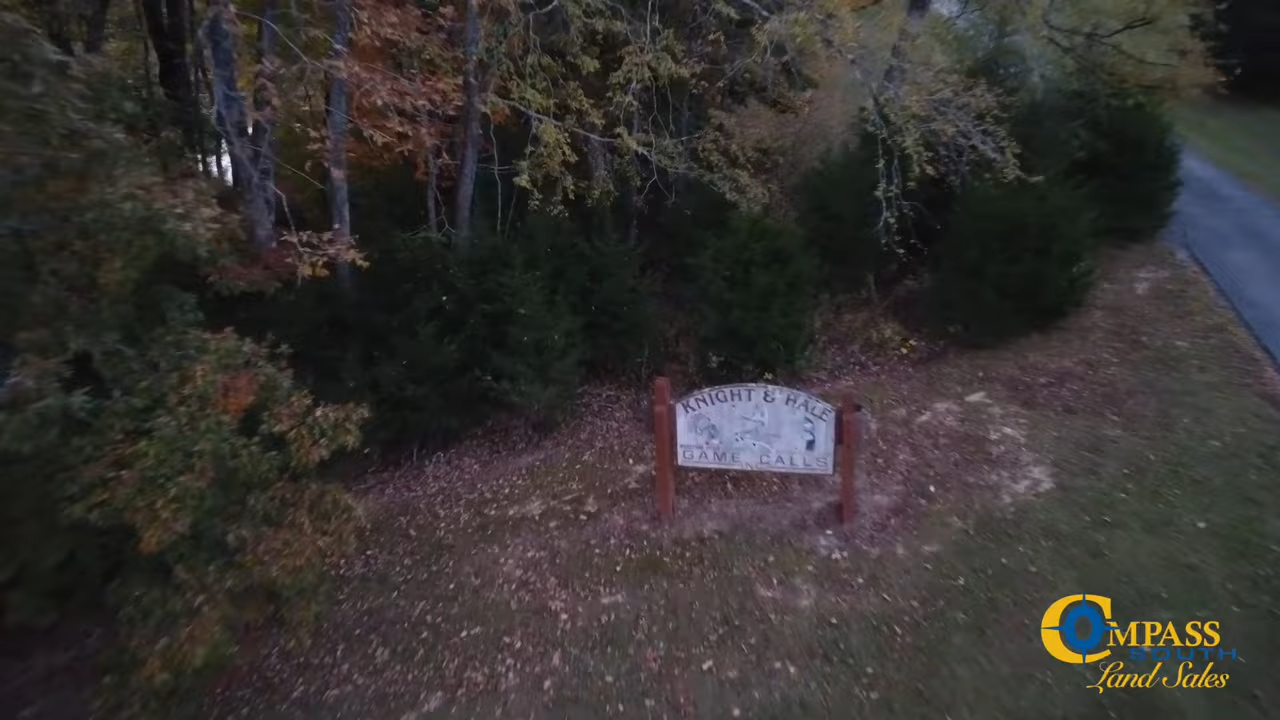 KNIGHT & HALE
GAME CALLS
COMPASS
SOUTH
Land Sales